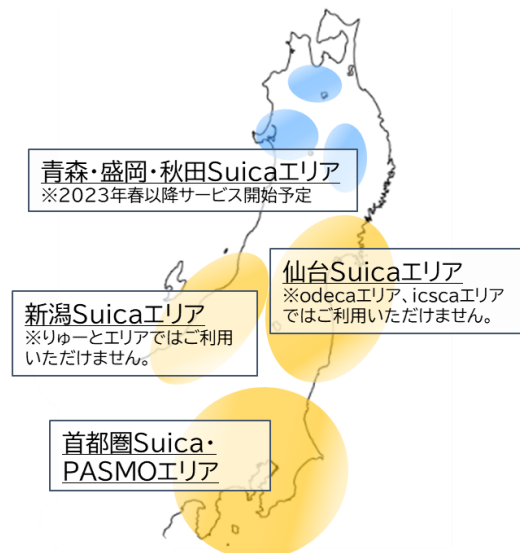 青森・盛岡・秋田Suicaエリア
※2023年春以降サービス開始予定
仙台Suicaエリア
※odecaエリア、icscaエリア
ではご利用いただけません。
新潟Suicaエリア
※りゅーとエリアではご利用
いただけません。
首都圏Suica・
PASMOエリア